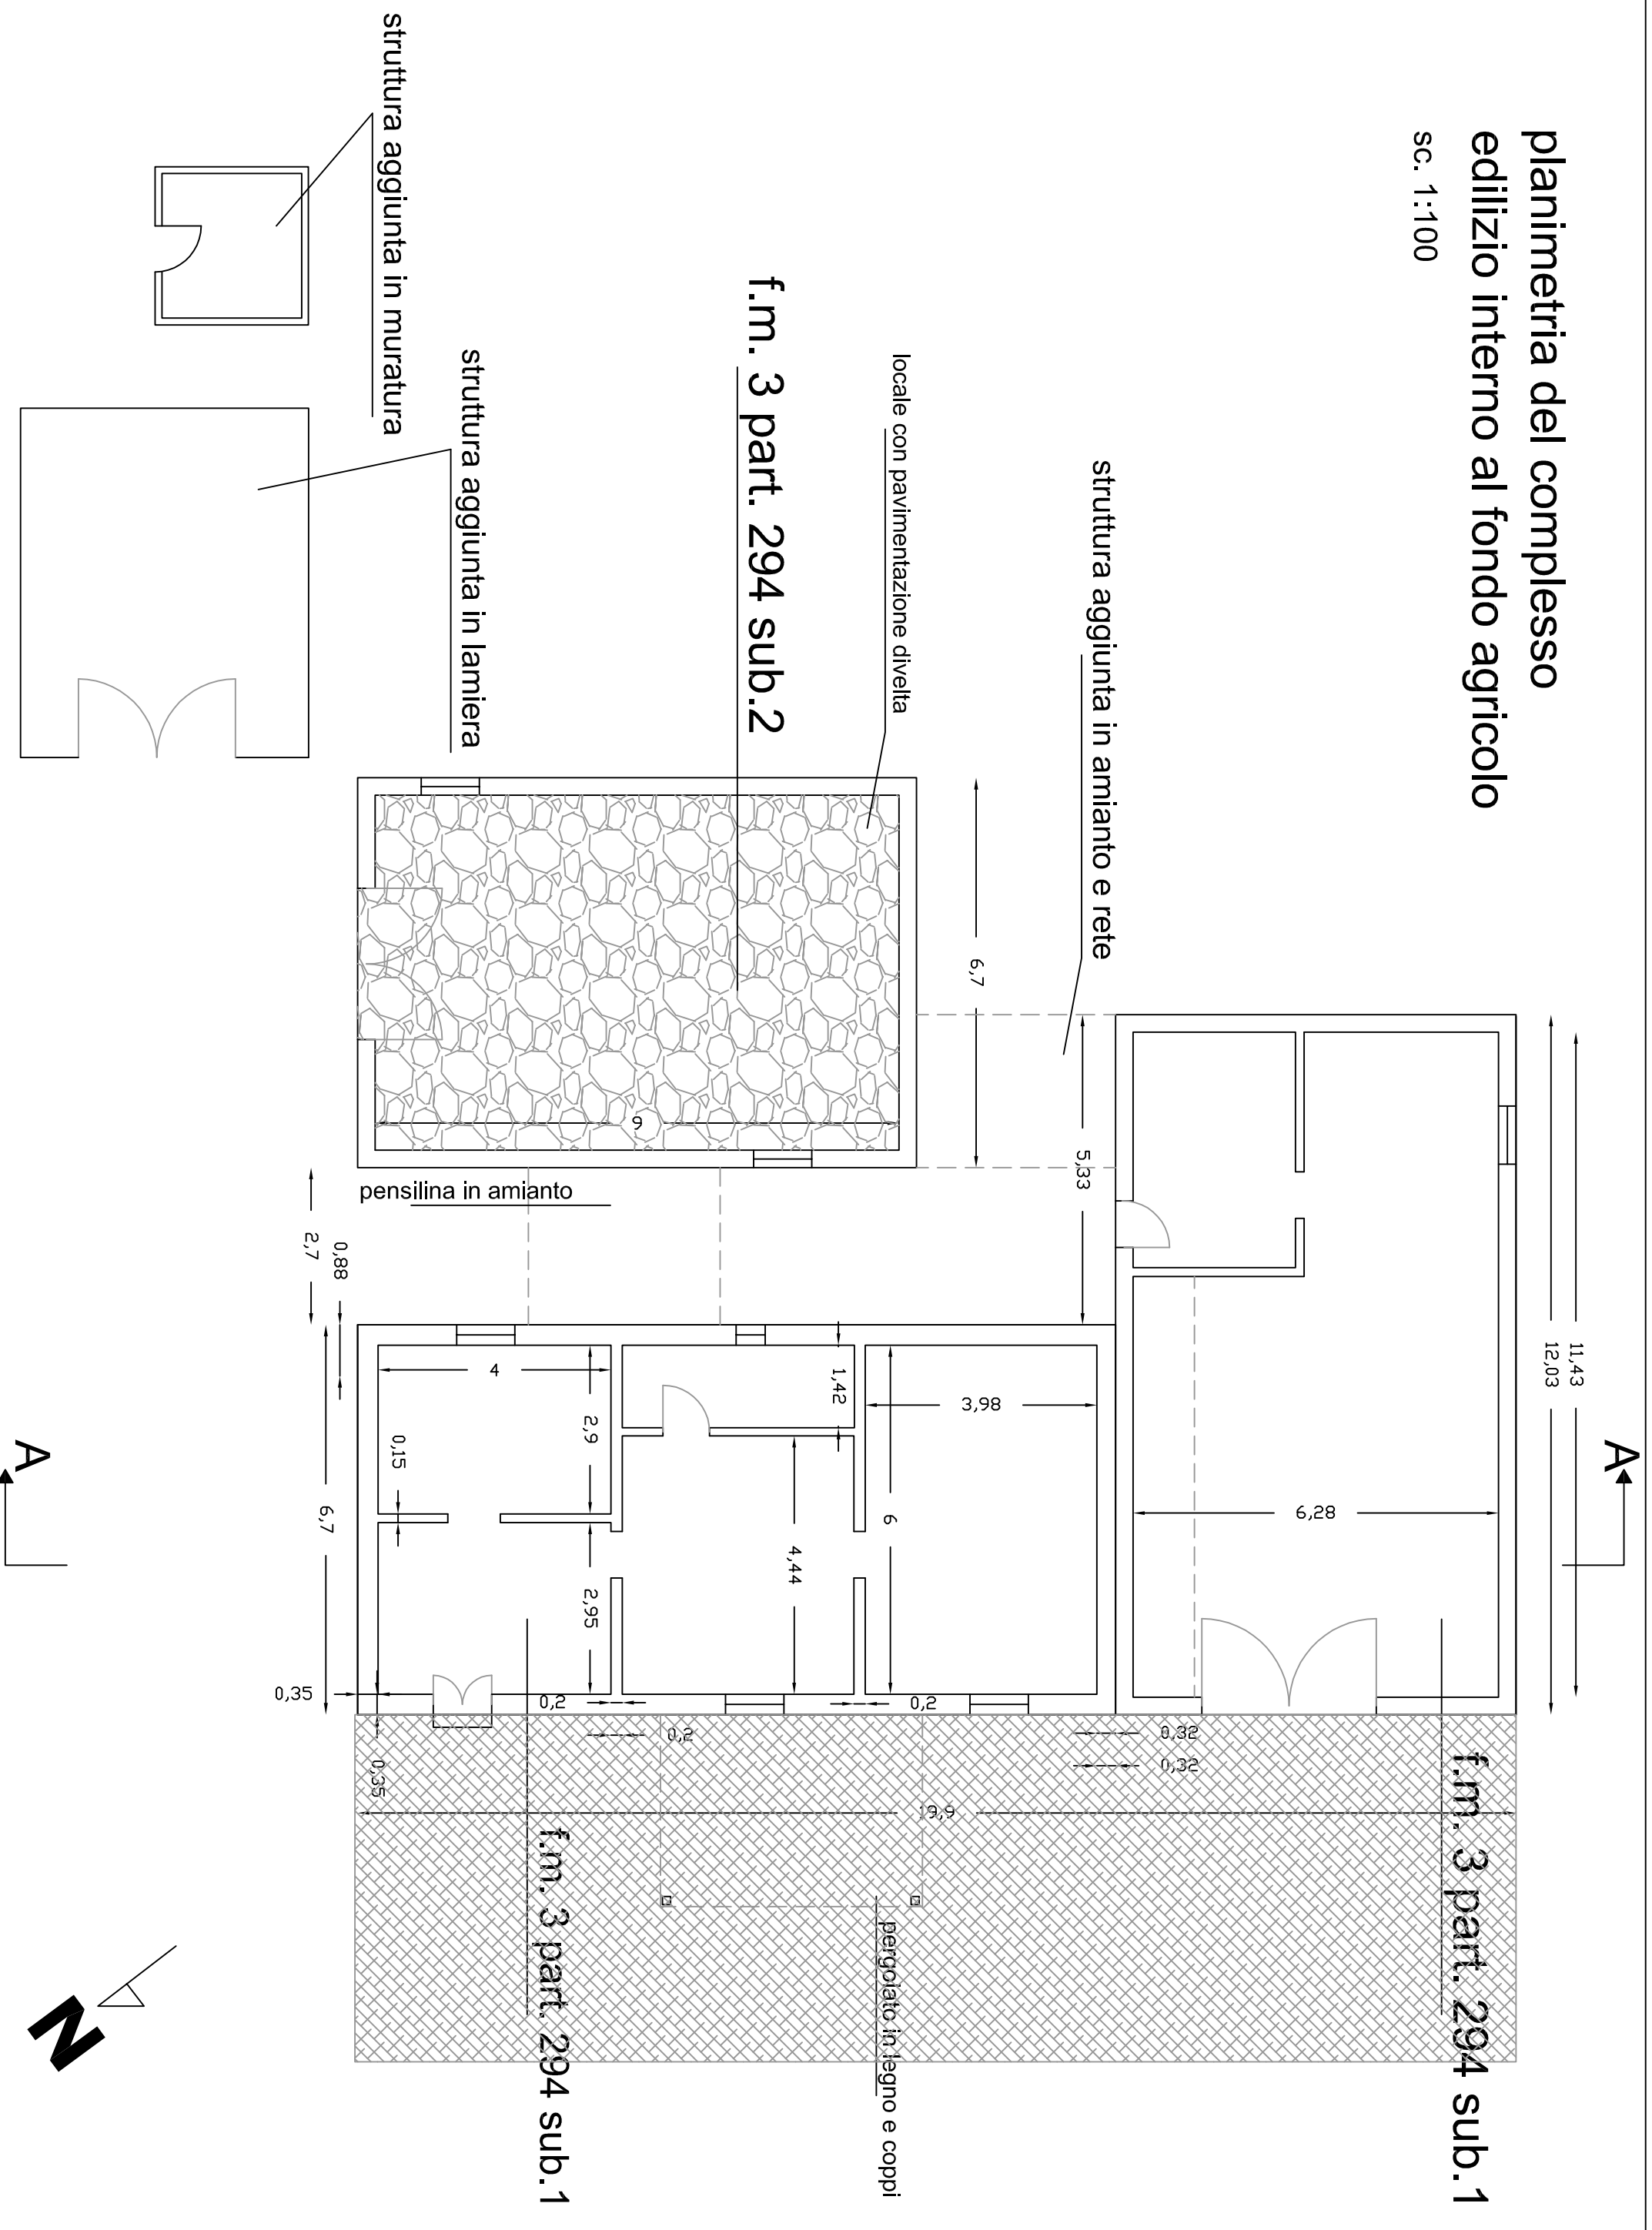 planimetria del complesso
edilizio interno al fondo agricolo
sc. 1:100
A
A
11,43
12,03
6,28
f.m. 3 part. 294 sub.1
struttura aggiunta in amianto e rete
5,33
6,7
locale con pavimentazione divelta
f.m. 3 part. 294 sub.2
9
pensilina in amianto
2,7
0,88
6,7
4
2,9
0,15
2,95
1,42
4,44
3,98
6
0,35
0,35
0,2
0,2
0,2
0,32
0,32
9,9
pergolato in legno e coppi
f.m. 3 part. 294 sub.1
struttura aggiunta in lamiera
struttura aggiunta in muratura
N